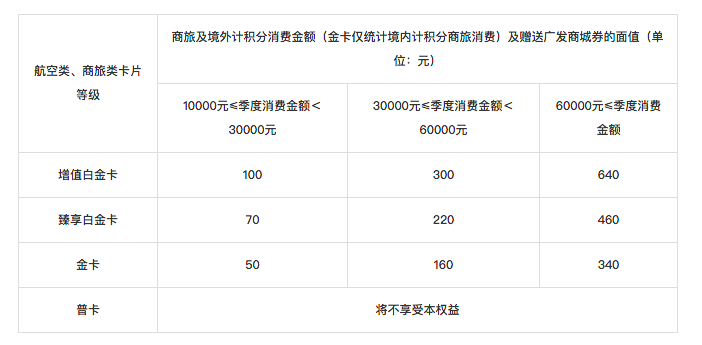 航空类、商旅类卡片
等级
商旅及境外计积分消费金额（金卡仅统计境内计积分商旅消费）及赠送广发商城券的面值（单
位：元）
10000元≤季度消费金额＜
30000元
30000元≤季度消费金额＜
60000元
60000元≤季度消费
金额
增值白金卡 100 300 640
臻享白金卡 70 220 460
金卡 50 160 340
普卡 将不享受本权益